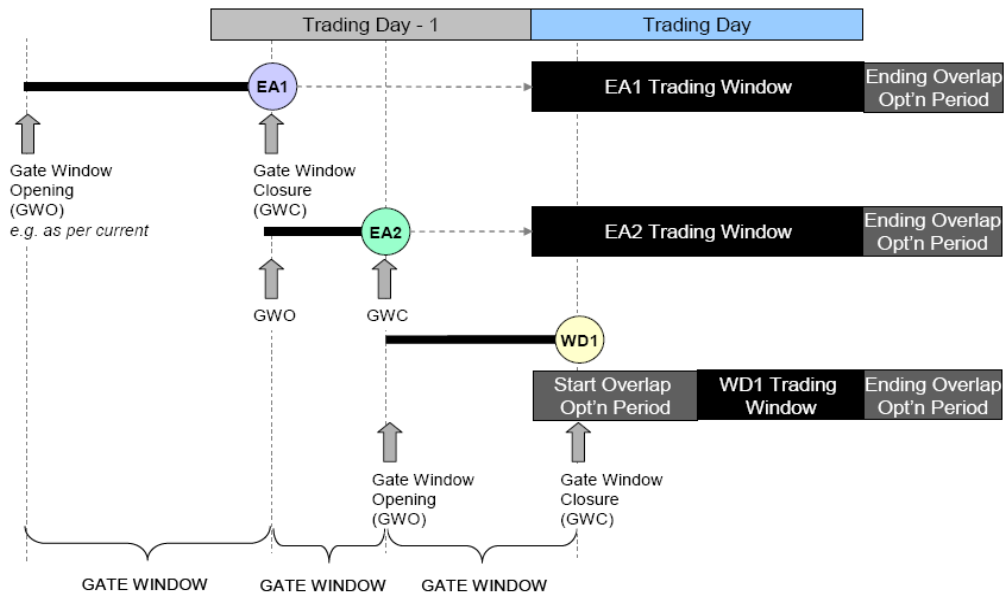 Trading Day - 1
Trading Day
EA1
EA1 Trading Window
Ending Overlap
Opt'n Period
Gate Window
Opening
(GWO)
e.g. as per current
Gate Window
Closure
(GWC)
EA2
EA2 Trading Window
Ending Overlap
Opt'n Period
GWO
GWC
WD1
Start Overlap
Opt'n Period
WD1 Trading
Window
Ending Overlap
Opt'n Period
Gate Window
Opening
(GWO)
Gate Window
Closure
(GWC)
GATE WINDOW
GATE WINDOW
GATE WINDOW